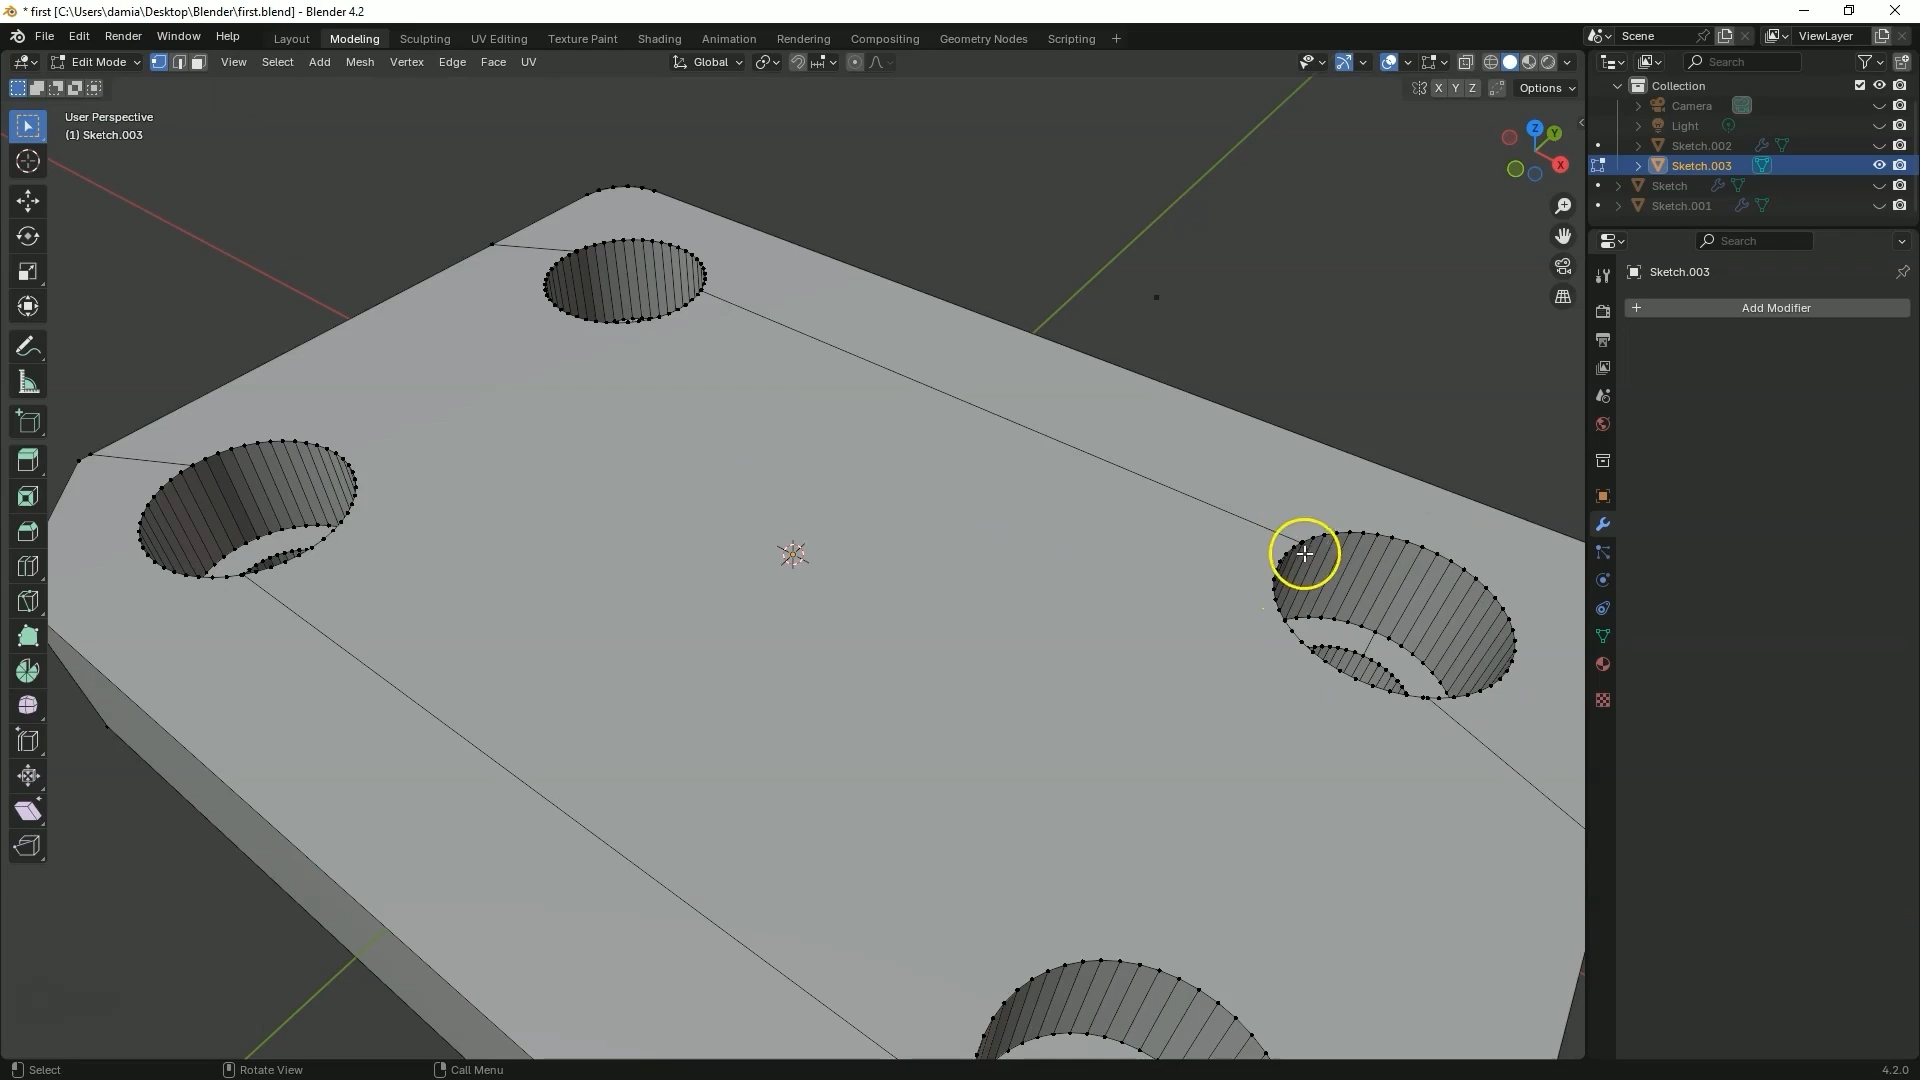 * first [C:\Users\damia\Desktop\Blender\first.blend] - Blender 4.2
File Edit Render Window Help Layout Modeling Sculpting UV Editing Texture Paint Shading Animation Rendering Compositing Geometry Nodes Scripting + Scene ViewLayer
Edit Mode View Select Add Mesh Vertex Edge Face UV Global Search
X Y Z Options
User Perspective
(1) Sketch.003
Z Y X
Collection
Camera
Light
Sketch.002
Sketch.003
Sketch
Sketch.001
Search
Sketch.003
+ Add Modifier
Select Rotate View Call Menu 4.2.0